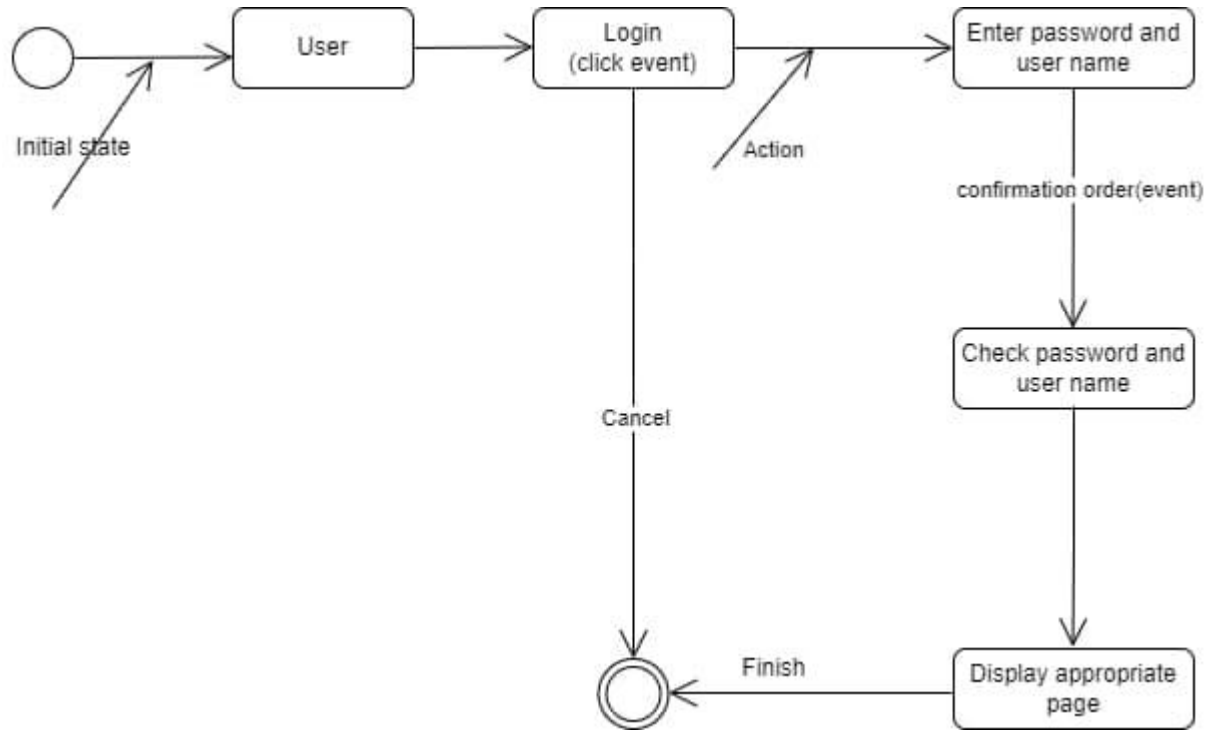 User
Login
(click event)
Enter password and
user name
Initial state
Action
confirmation order(event)
Check password and
user name
Cancel
Finish
Display appropriate
page